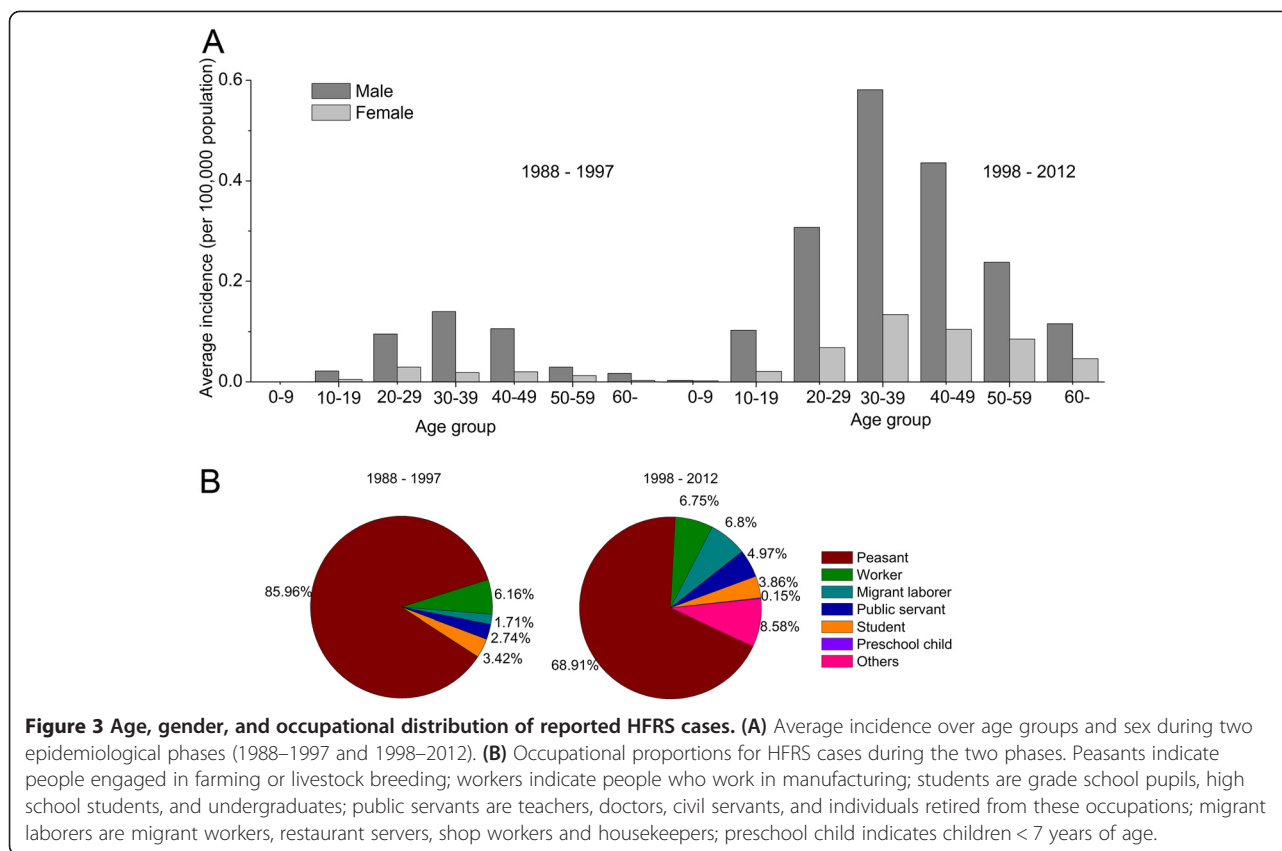 A
Average incidence (per 100,000 population)
0.6
0.4
0.2
0.0
Male
Female
1988 - 1997
1998 - 2012
0-9 10-19 20-29 30-39 40-49 50-59 60- 0-9 10-19 20-29 30-39 40-49 50-59 60-
Age group Age group
B
1988 - 1997
85.96%
6.16%
1.71%
2.74%
3.42%
1998 - 2012
6.75%
6.8%
4.97%
3.86%
0.15%
8.58%
68.91%
Peasant
Worker
Migrant laborer
Public servant
Student
Preschool child
Others
Figure 3 Age, gender, and occupational distribution of reported HFRS cases. (A) Average incidence over age groups and sex during two
epidemiological phases (1988–1997 and 1998–2012). (B) Occupational proportions for HFRS cases during the two phases. Peasants indicate
people engaged in farming or livestock breeding; workers indicate people who work in manufacturing; students are grade school pupils, high
school students, and undergraduates; public servants are teachers, doctors, civil servants, and individuals retired from these occupations; migrant
laborers are migrant workers, restaurant servers, shop workers and housekeepers; preschool child indicates children < 7 years of age.